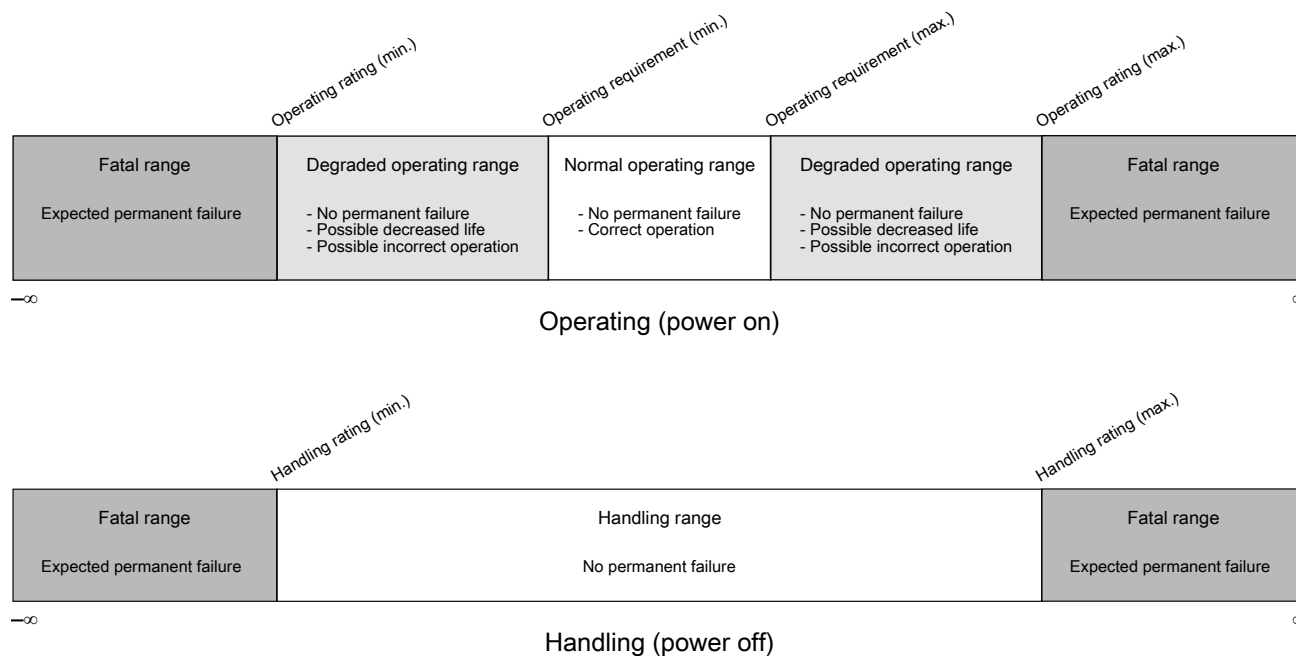 Operating rating (min.)
Operating requirement (min.)
Operating requirement (max.)
Operating rating (max.)
Fatal range
Expected permanent failure
Degraded operating range
- No permanent failure
- Possible decreased life
- Possible incorrect operation
Normal operating range
- No permanent failure
- Correct operation
Degraded operating range
- No permanent failure
- Possible decreased life
- Possible incorrect operation
Fatal range
Expected permanent failure
–∞
Operating (power on)
Handling rating (min.)
Handling rating (max.)
Fatal range
Expected permanent failure
Handling range
No permanent failure
Fatal range
Expected permanent failure
–∞
Handling (power off)